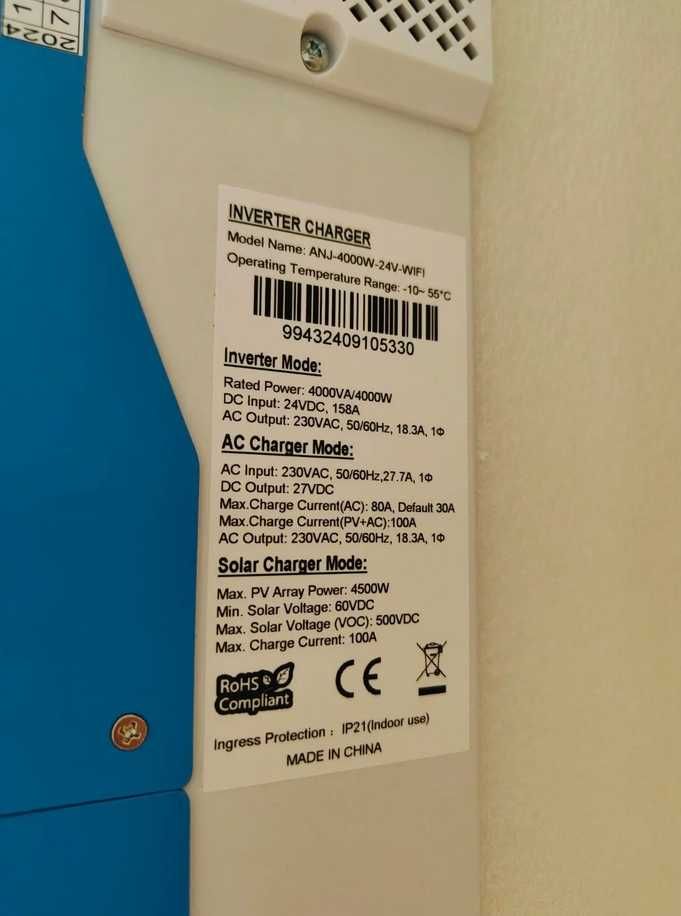 2024
1
7
INVERTER CHARGER
Model Name: ANJ-4000W-24V-WIFI
Operating Temperature Range: -10~ 55°C
99432409105330
Inverter Mode:
Rated Power: 4000VA/4000W
DC Input: 24VDC, 158A
AC Output: 230VAC, 50/60Hz, 18.3A, 1Φ
AC Charger Mode:
AC Input: 230VAC, 50/60Hz,27.7A, 1Φ
DC Output: 27VDC
Max.Charge Current(AC): 80A, Default 30A
Max.Charge Current(PV+AC):100A
AC Output: 230VAC, 50/60Hz, 18.3A, 1Φ
Solar Charger Mode:
Max. PV Array Power: 4500W
Min. Solar Voltage: 60VDC
Max. Solar Voltage (VOC): 500VDC
Max. Charge Current: 100A
RoHS
Compliant
CE
Ingress Protection : IP21(Indoor use)
MADE IN CHINA